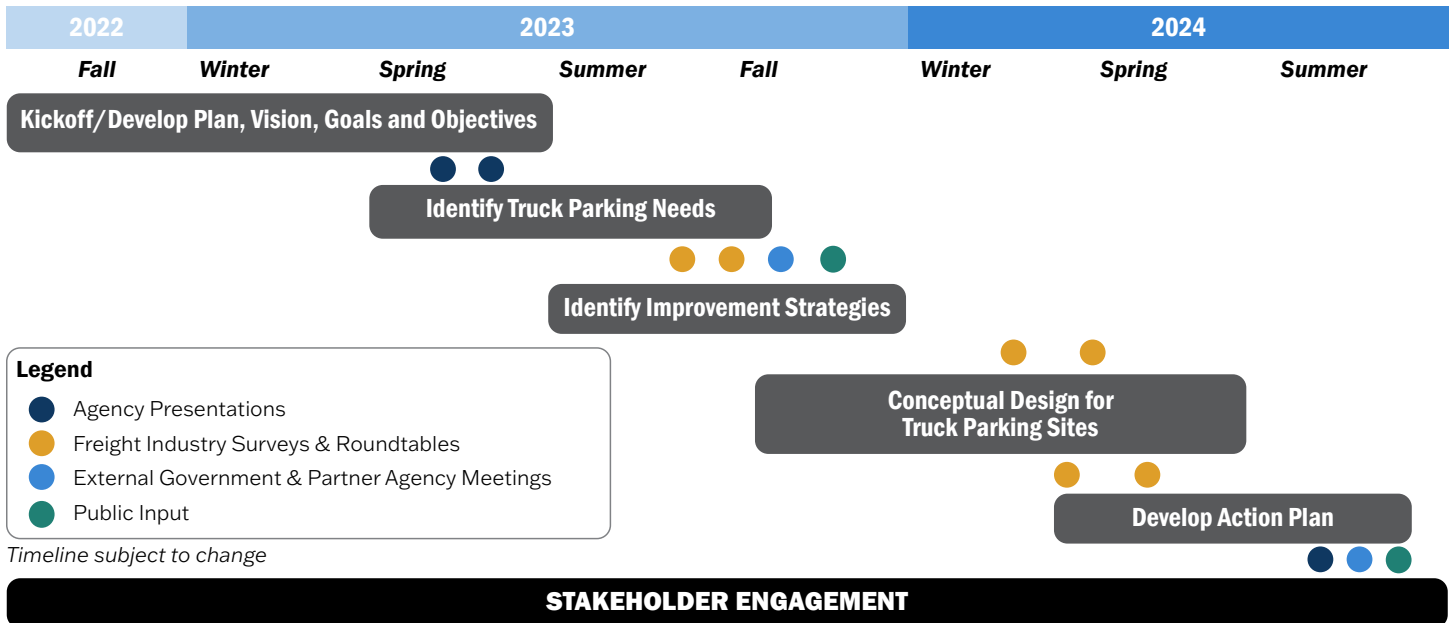 2022 2023 2024
Fall Winter Spring Summer Fall Winter Spring Summer
Kickoff/Develop Plan, Vision, Goals and Objectives
Identify Truck Parking Needs
Identify Improvement Strategies
Conceptual Design for
Truck Parking Sites
Develop Action Plan
Legend
Agency Presentations
Freight Industry Surveys & Roundtables
External Government & Partner Agency Meetings
Public Input
Timeline subject to change
STAKEHOLDER ENGAGEMENT